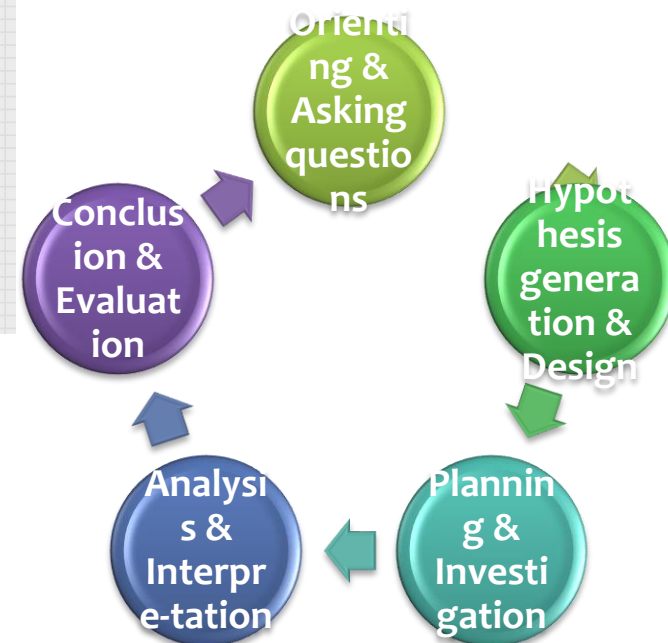 Orienti
ng &
Asking
questio
ns
Hypot
hesis
genera
tion &
Design
Plannin
g &
Investi
gation
Analysi
s &
Interpr
e-tation
Conclus
ion &
Evaluat
ion